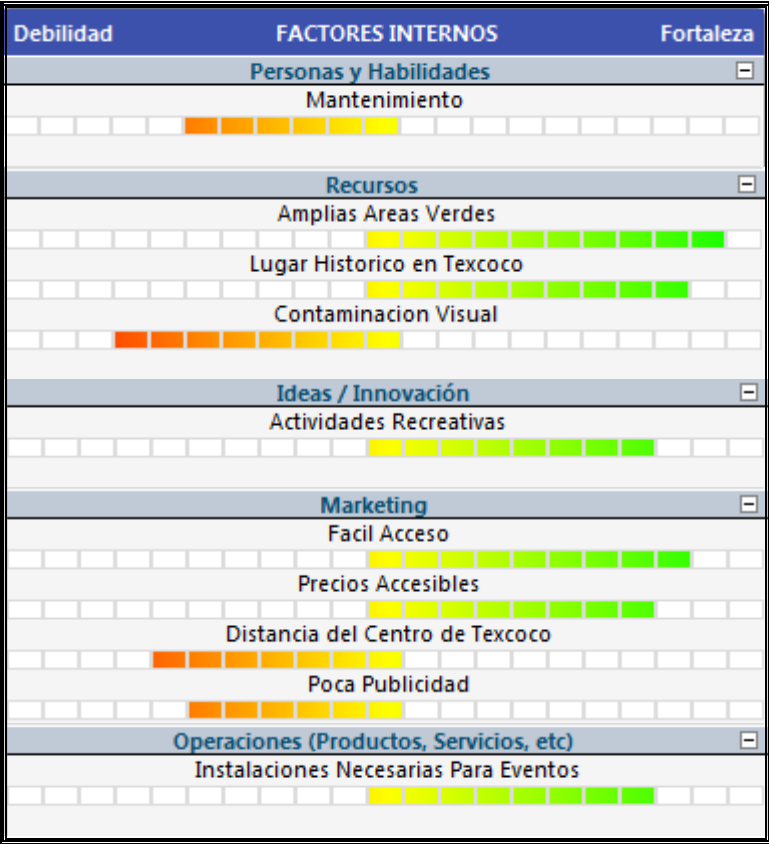 Debilidad FACTORES INTERNOS Fortaleza
Personas y Habilidades
Mantenimiento
Recursos
Amplias Areas Verdes
Lugar Historico en Texcoco
Contaminacion Visual
Ideas / Innovación
Actividades Recreativas
Marketing
Facil Acceso
Precios Accesibles
Distancia del Centro de Texcoco
Poca Publicidad
Operaciones (Productos, Servicios, etc)
Instalaciones Necesarias Para Eventos